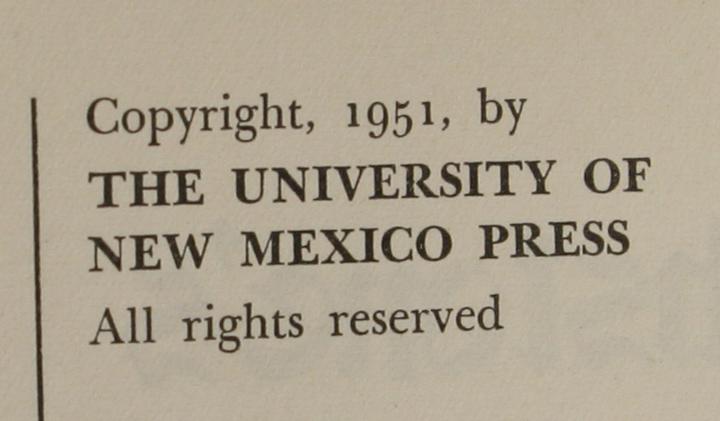 Copyright, 1951, by
THE UNIVERSITY OF
NEW MEXICO PRESS
All rights reserved